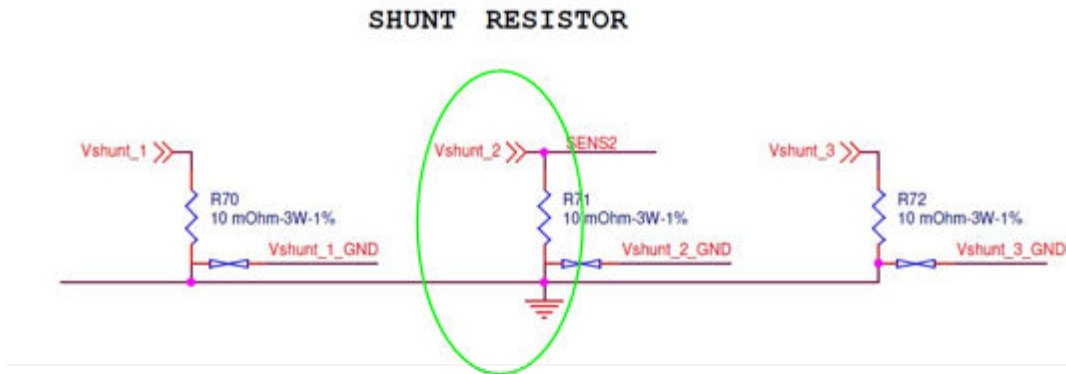 SHUNT RESISTOR
Vshunt_1
Vshunt_2
SENS2
Vshunt_3
R70
10 mOhm-3W-1%
R71
10 mOhm-3W-1%
R72
10 mOhm-3W-1%
Vshunt_1_GND
Vshunt_2_GND
Vshunt_3_GND